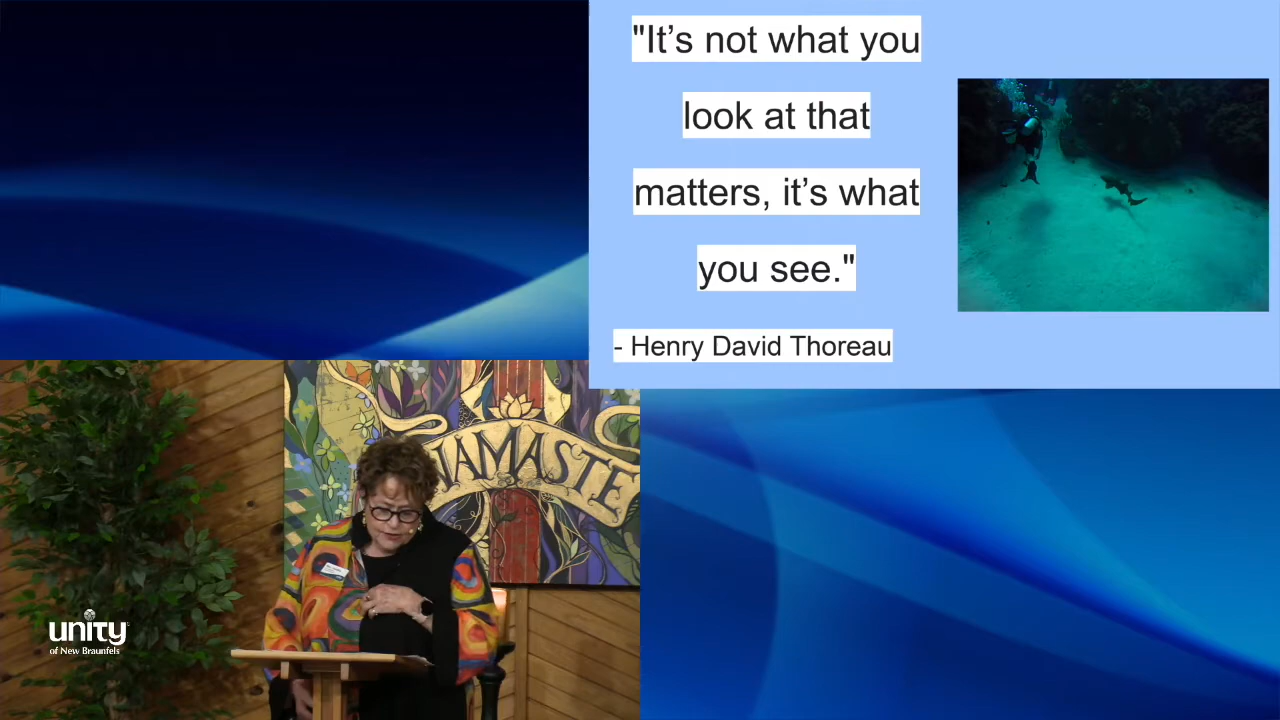 "It’s not what you
look at that
matters, it’s what
you see."
- Henry David Thoreau
NAMASTE
unity
of New Braunfels